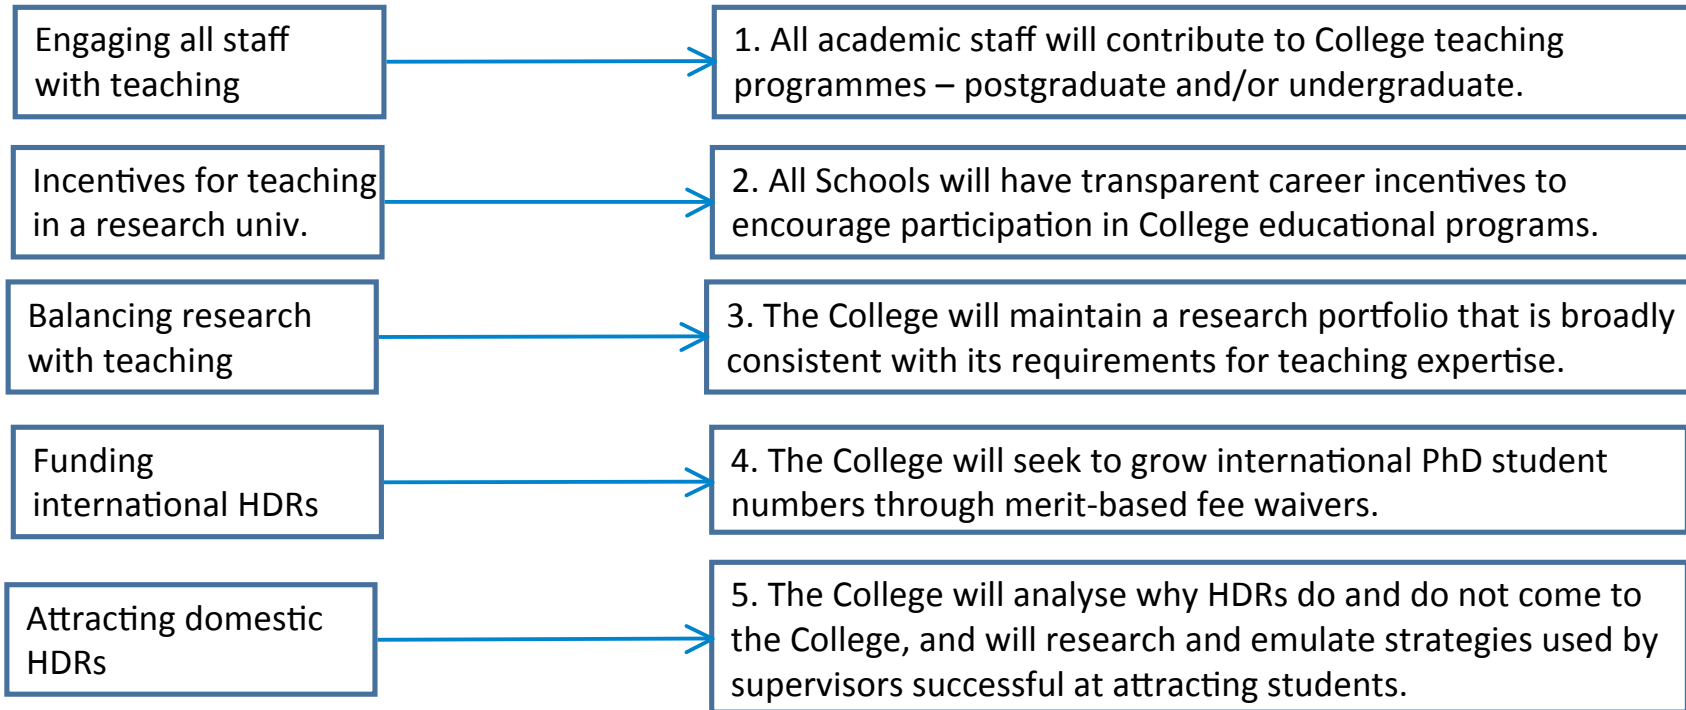 Engaging all staff
with teaching
1. All academic staff will contribute to College teaching
programmes – postgraduate and/or undergraduate.
Incentives for teaching
in a research univ.
2. All Schools will have transparent career incentives to
encourage participation in College educational programs.
Balancing research
with teaching
3. The College will maintain a research portfolio that is broadly
consistent with its requirements for teaching expertise.
Funding
international HDRs
4. The College will seek to grow international PhD student
numbers through merit-based fee waivers.
Attracting domestic
HDRs
5. The College will analyse why HDRs do and do not come to
the College, and will research and emulate strategies used by
supervisors successful at attracting students.